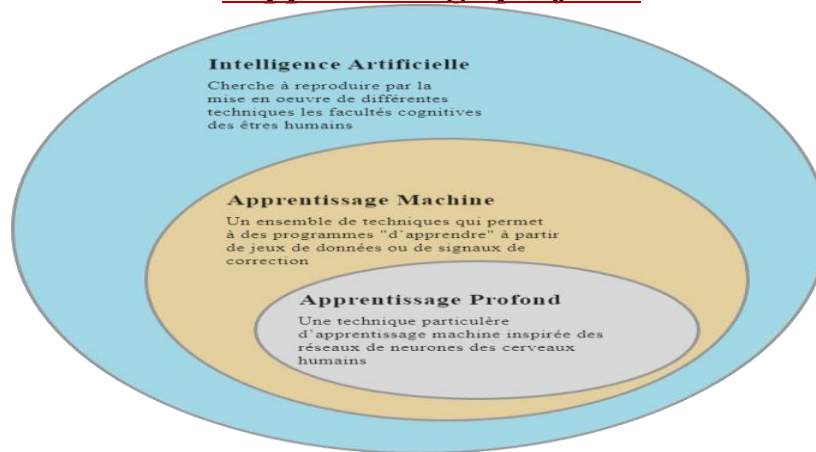 Intelligence Artificielle
Cherche à reproduire par la
mise en oeuvre de différentes
techniques les facultés cognitives
des êtres humains
Apprentissage Machine
Un ensemble de techniques qui permet
à des programmes "d'apprendre" à partir
de jeux de données ou de signaux de
correction
Apprentissage Profond
Une technique particulère
d'apprentissage machine inspirée des
réseaux de neurones des cerveaux
humains